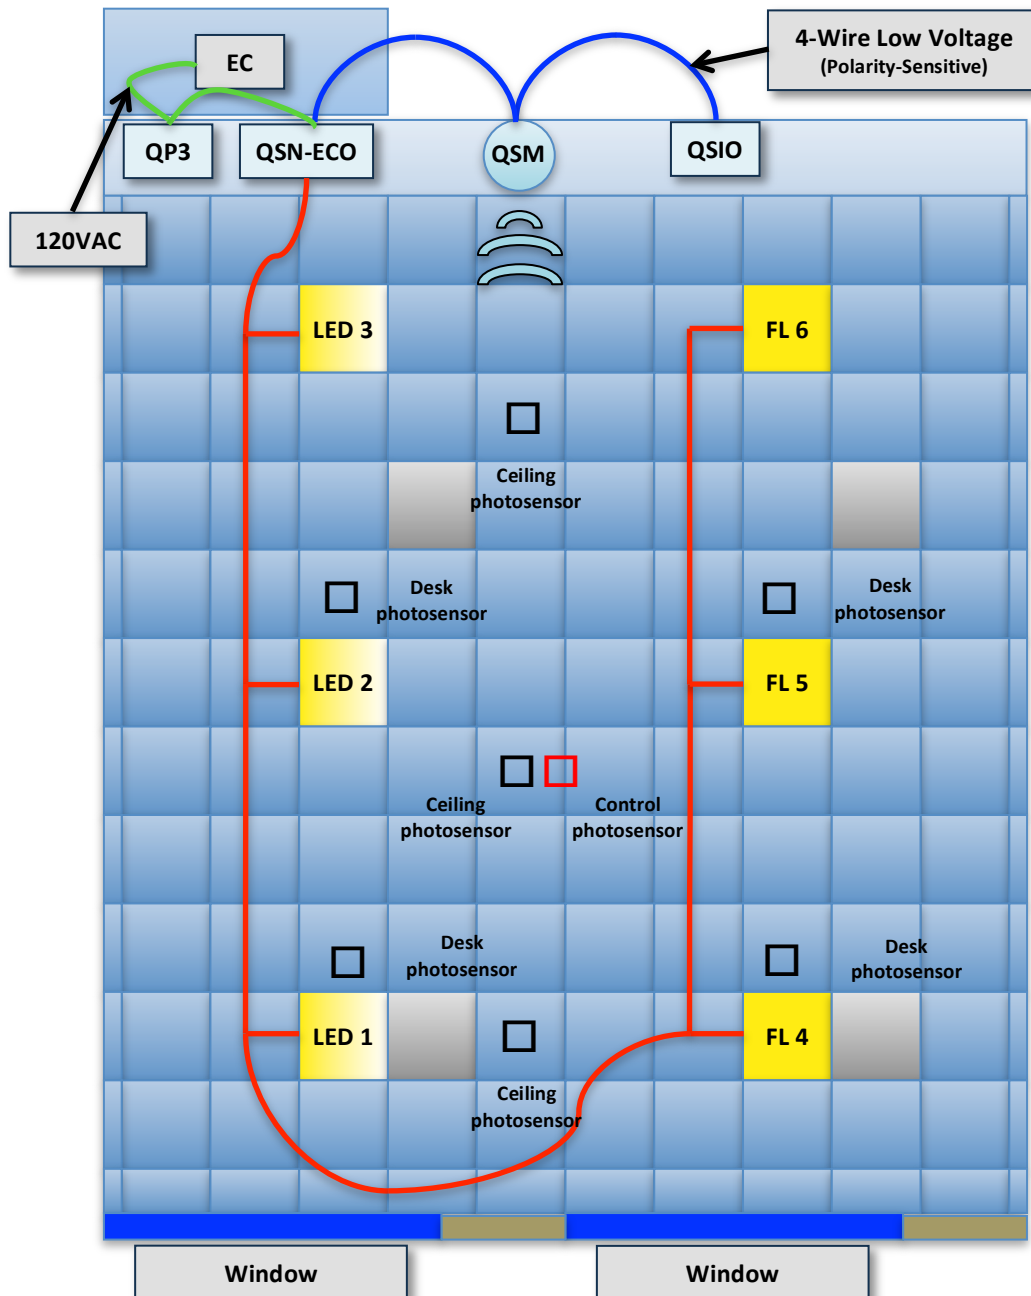 EC
4-Wire Low Voltage
(Polarity-Sensitive)
QP3
QSN-ECO
QSM
QSIO
120VAC
LED 3
FL 6
Ceiling
photosensor
Desk
photosensor
Desk
photosensor
LED 2
FL 5
Ceiling
photosensor
Control
photosensor
Desk
photosensor
Desk
photosensor
LED 1
FL 4
Ceiling
photosensor
Window
Window